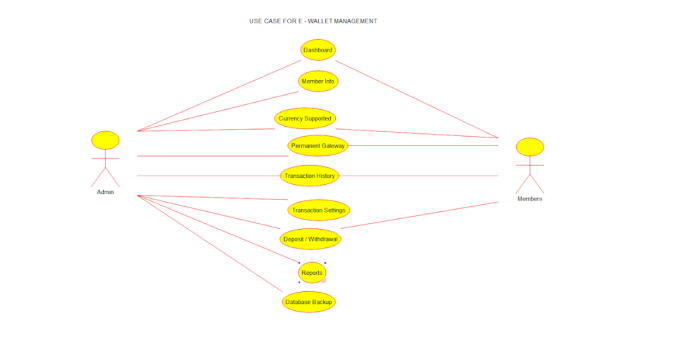 USE CASE FOR E - WALLET MANAGEMENT
Dashboard
Member Info
Currency Supported
Permanent Gateway
Transaction History
Admin
Members
Transaction Settings
Deposit / Withdrawal
Reports
Database Backup